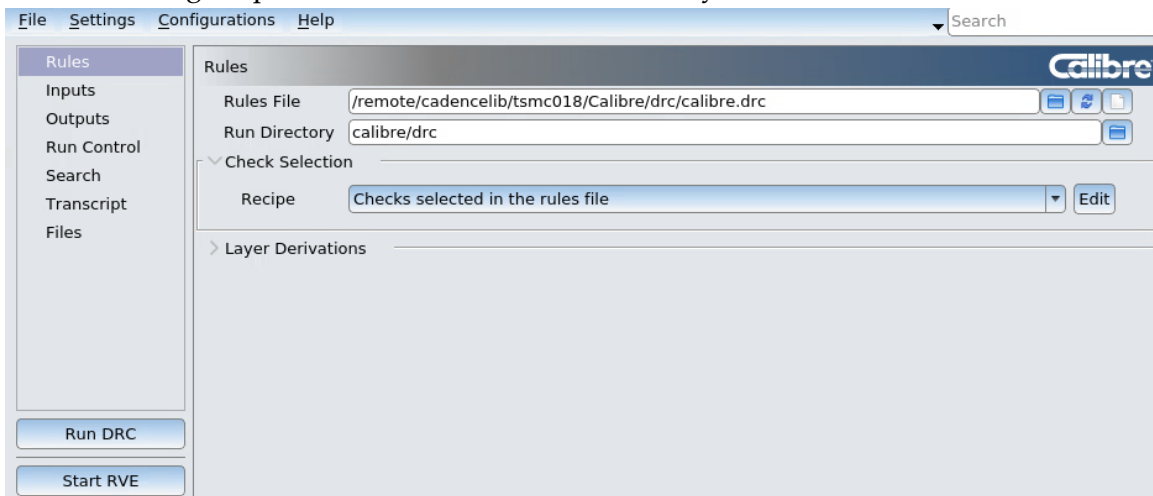 File Settings Configurations Help Search
Rules
Inputs
Outputs
Run Control
Search
Transcript
Files
Run DRC
Start RVE
Rules Calibre
Rules File /remote/cadencelib/tsmc018/Calibre/drc/calibre.drc
Run Directory calibre/drc
Check Selection
Recipe Checks selected in the rules file Edit
Layer Derivations